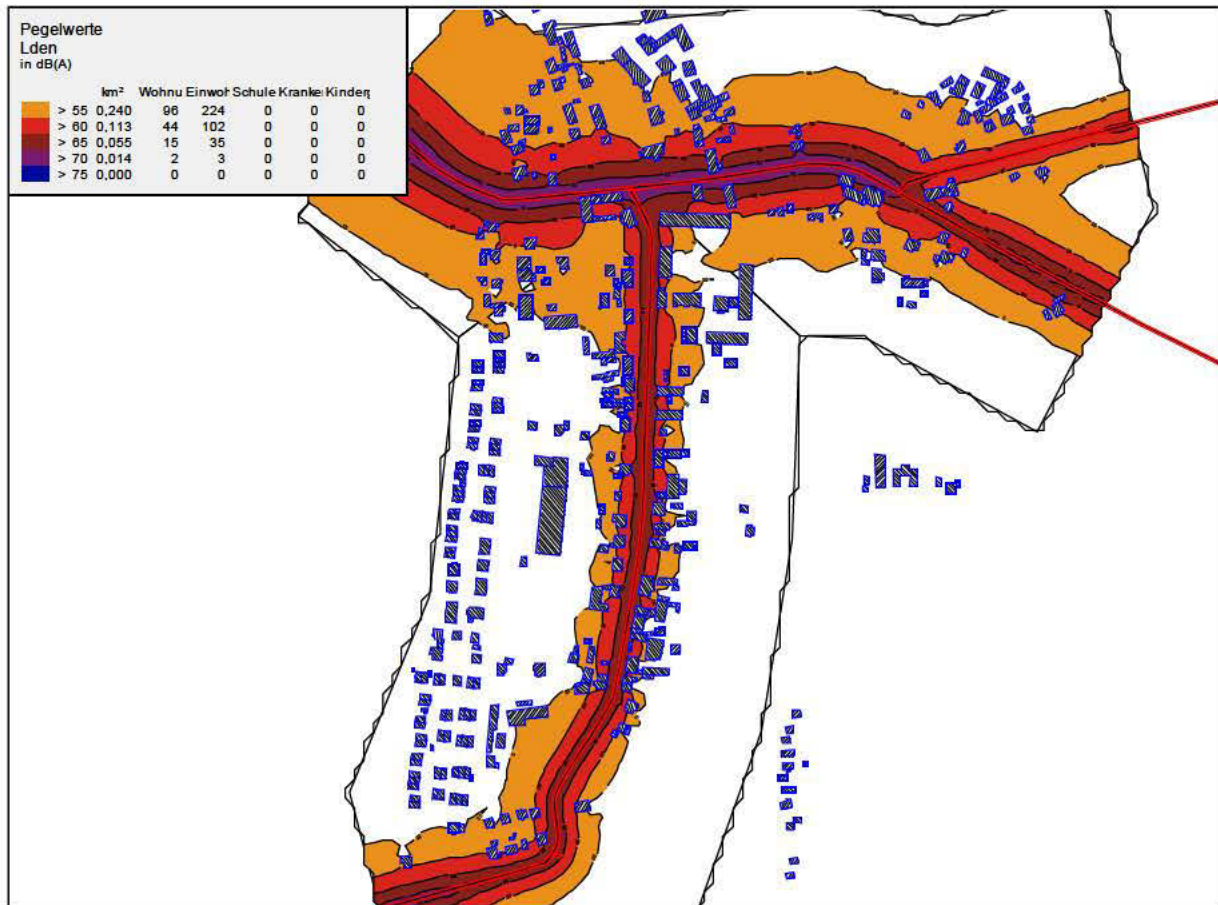 Pegelwerte
Lden
in dB(A)
km² Wohnu Einwoh Schule Kranke Kinderg
> 55 0,240 96 224 0 0 0
> 60 0,113 44 102 0 0 0
> 65 0,055 15 35 0 0 0
> 70 0,014 2 3 0 0 0
> 75 0,000 0 0 0 0 0